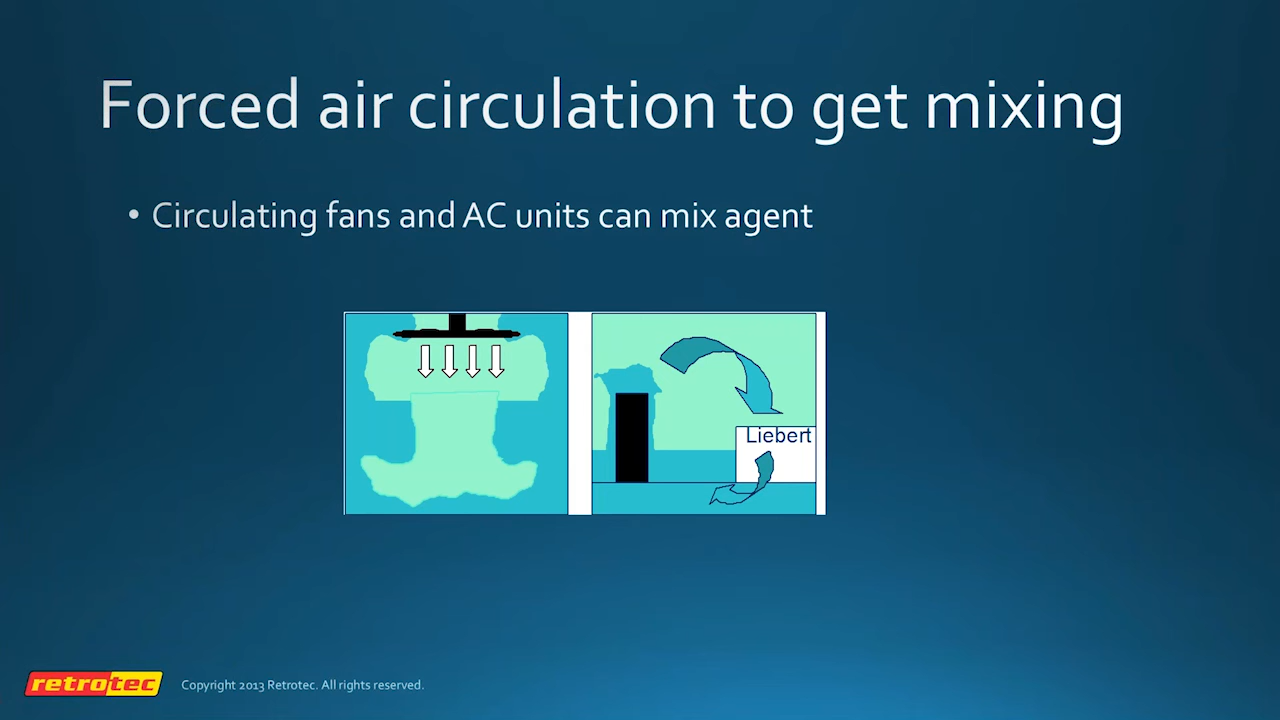 Forced air circulation to get mixing
• Circulating fans and AC units can mix agent
Liebert
retrotec
Copyright 2013 Retrotec. All rights reserved.